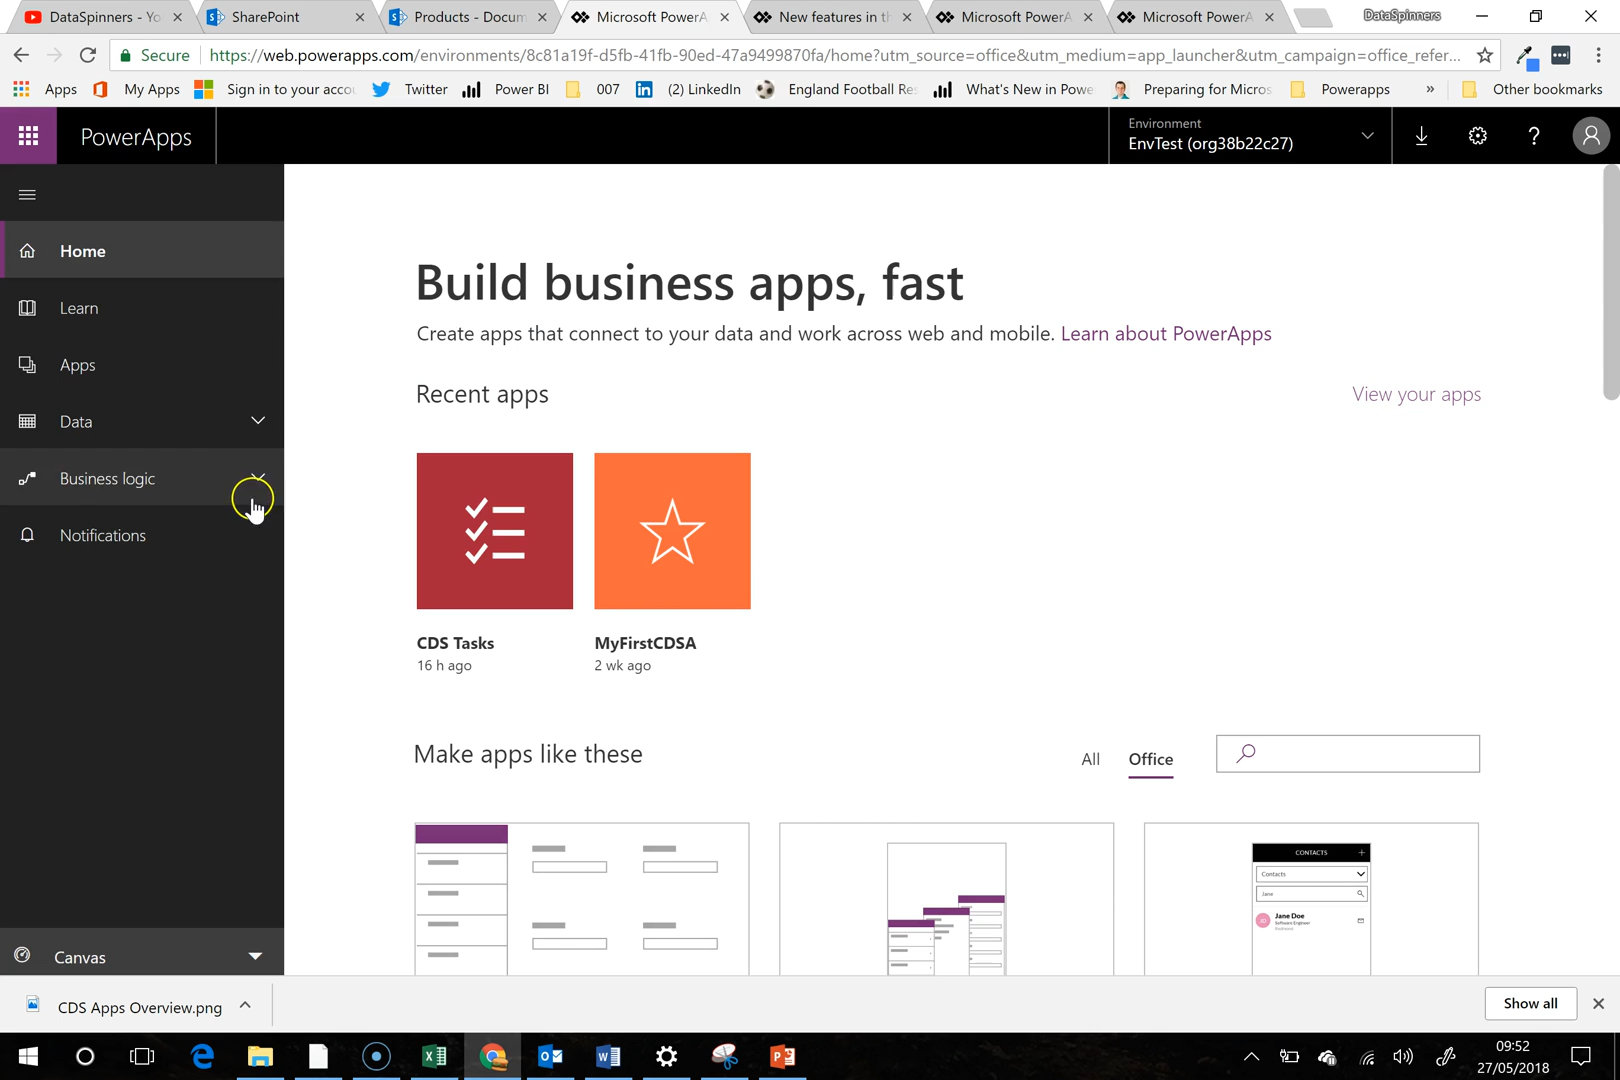 DataSpinners - Yo
SharePoint
Products - Docum
Microsoft PowerA
New features in th
Microsoft PowerA
Microsoft PowerA
DataSpinners
Secure
https://web.powerapps.com/environments/8c81a19f-d5fb-41fb-90ed-47a9499870fa/home?utm_source=office&utm_medium=app_launcher&utm_campaign=office_refer...
Apps
My Apps
Sign in to your accou
Twitter
Power BI
007
(2) LinkedIn
England Football Res
What's New in Powe
Preparing for Micros
Powerapps
»
Other bookmarks
PowerApps
Environment
EnvTest (org38b22c27)
?
Home
Learn
Apps
Data
Business logic
Notifications
Canvas
Build business apps, fast
Create apps that connect to your data and work across web and mobile. Learn about PowerApps
Recent apps
View your apps
CDS Tasks
16 h ago
MyFirstCDSA
2 wk ago
Make apps like these
All
Office
CONTACTS
Contacts
Jane
JD
Jane Doe
Software Engineer
Redmond
CDS Apps Overview.png
Show all
09:52
27/05/2018